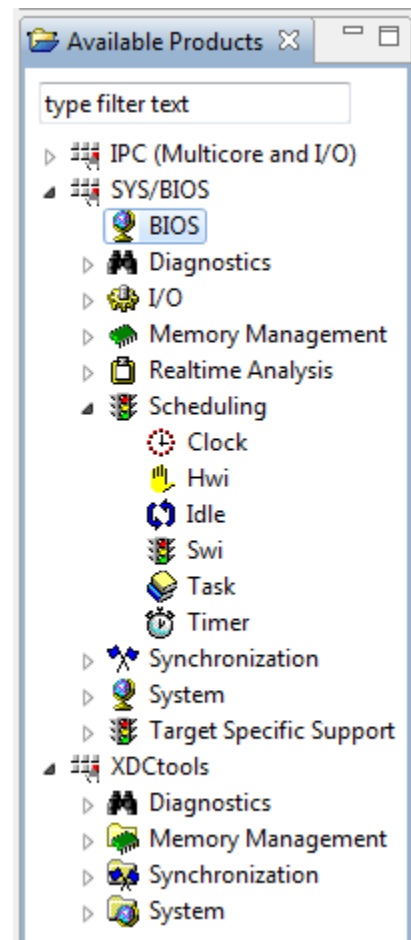 Available Products
type filter text
IPC (Multicore and I/O)
SYS/BIOS
BIOS
Diagnostics
I/O
Memory Management
Realtime Analysis
Scheduling
Clock
Hwi
Idle
Swi
Task
Timer
Synchronization
System
Target Specific Support
XDCtools
Diagnostics
Memory Management
Synchronization
System